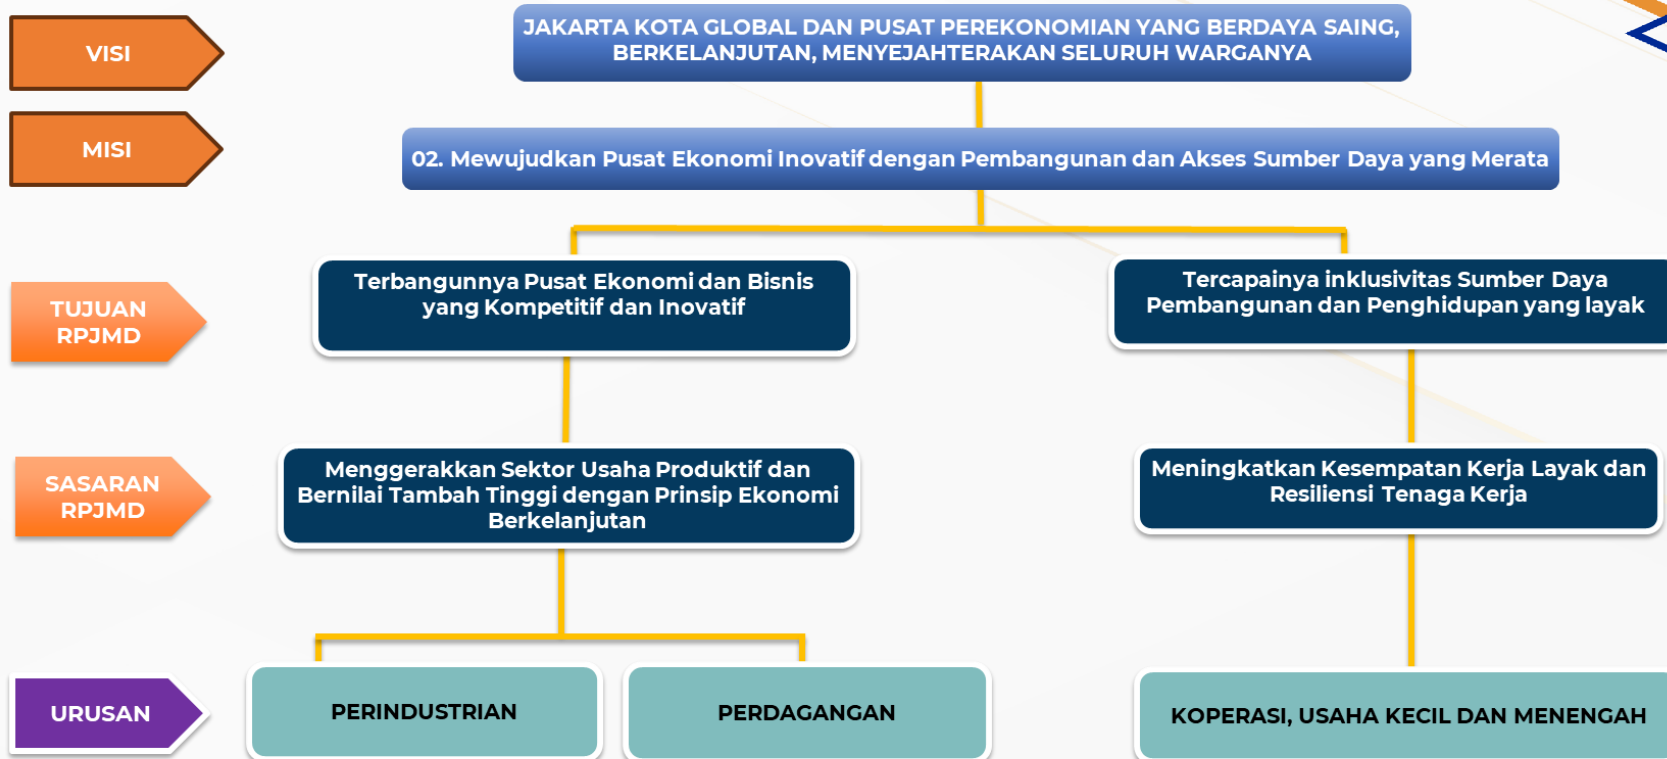 VISI
JAKARTA KOTA GLOBAL DAN PUSAT PEREKONOMIAN YANG BERDAYA SAING,
BERKELANJUTAN, MENYEJAHTERAKAN SELURUH WARGANYA
MISI
02. Mewujudkan Pusat Ekonomi Inovatif dengan Pembangunan dan Akses Sumber Daya yang Merata
TUJUAN
RPJMD
Terbangunnya Pusat Ekonomi dan Bisnis
yang Kompetitif dan Inovatif
Tercapainya inklusivitas Sumber Daya
Pembangunan dan Penghidupan yang layak
SASARAN
RPJMD
Menggerakkan Sektor Usaha Produktif dan
Bernilai Tambah Tinggi dengan Prinsip Ekonomi
Berkelanjutan
Meningkatkan Kesempatan Kerja Layak dan
Resiliensi Tenaga Kerja
URUSAN
PERINDUSTRIAN
PERDAGANGAN
KOPERASI, USAHA KECIL DAN MENENGAH